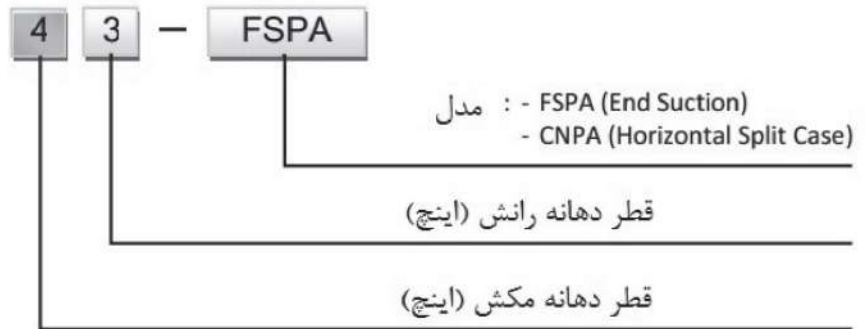 4 3 – FSPA
مدل : - FSPA (End Suction)
- CNPA (Horizontal Split Case)
قطر دهانه رانش (اینچ)
قطر دهانه مکش (اینچ)